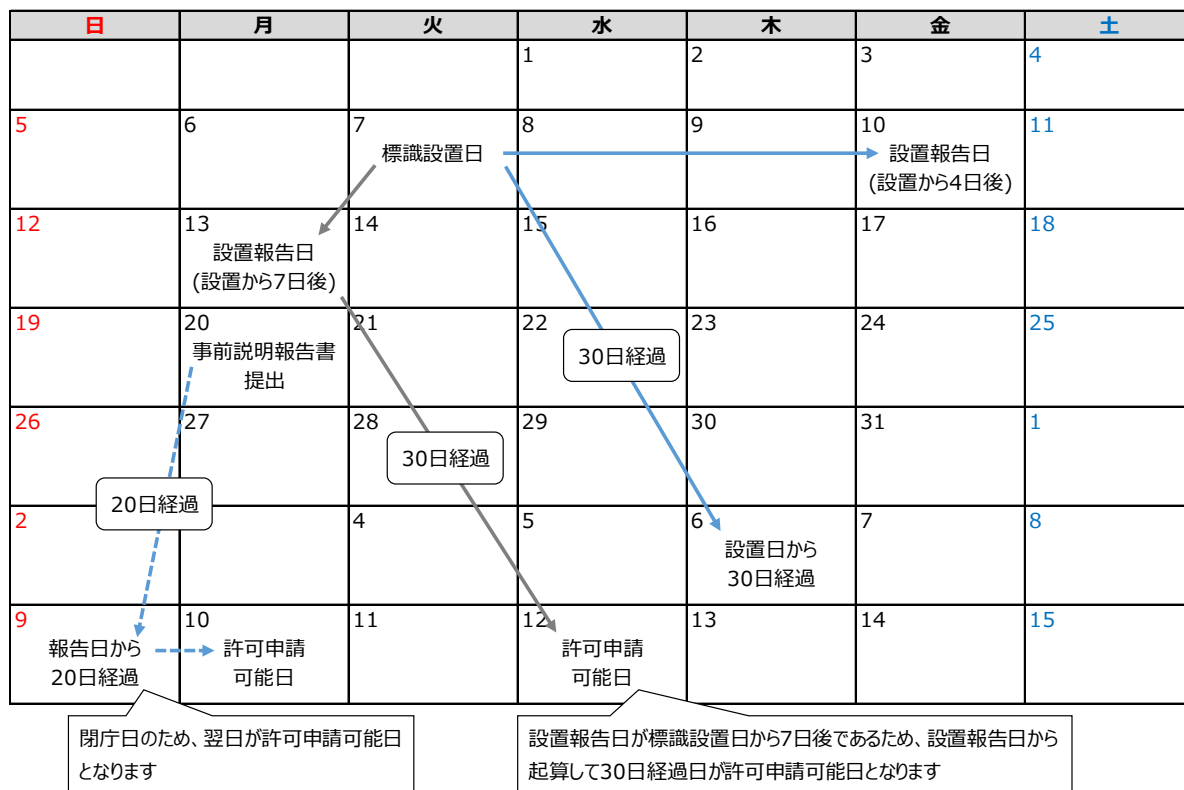 日 月 火 水 木 金 土
1 2 3 4
5 6 7 8 9 10 11
標識設置日 設置報告日
(設置から4日後)
12 13 14 15 16 17 18
設置報告日
(設置から7日後)
19 20 21 22 23 24 25
事前説明報告書
提出
30日経過
26 27 28 29 30 31 1
30日経過
20日経過
2 4 5 6 7 8
設置日から
30日経過
9 10 11 12 13 14 15
報告日から 許可申請 許可申請
20日経過 可能日 可能日
閉庁日のため、翌日が許可申請可能日
となります
設置報告日が標識設置日から7日後であるため、設置報告日から
起算して30日経過日が許可申請可能日となります